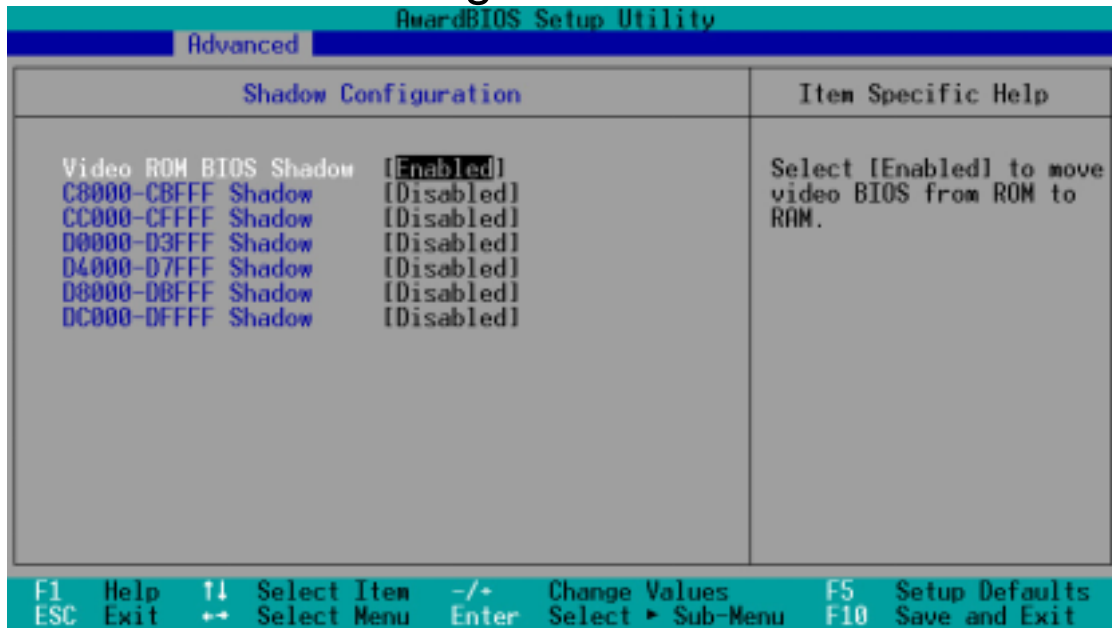 AwardBIOS Setup Utility
Advanced
Shadow Configuration
Item Specific Help
Video ROM BIOS Shadow [Enabled]
C8000-CBFFF Shadow [Disabled]
CC000-CFFFF Shadow [Disabled]
D0000-D3FFF Shadow [Disabled]
D4000-D7FFF Shadow [Disabled]
D8000-DBFFF Shadow [Disabled]
DC000-DFFFF Shadow [Disabled]
Select [Enabled] to move
video BIOS from ROM to
RAM.
F1 Help ↑↓ Select Item -/+ Change Values F5 Setup Defaults
ESC Exit ↔ Select Menu Enter Select ► Sub-Menu F10 Save and Exit